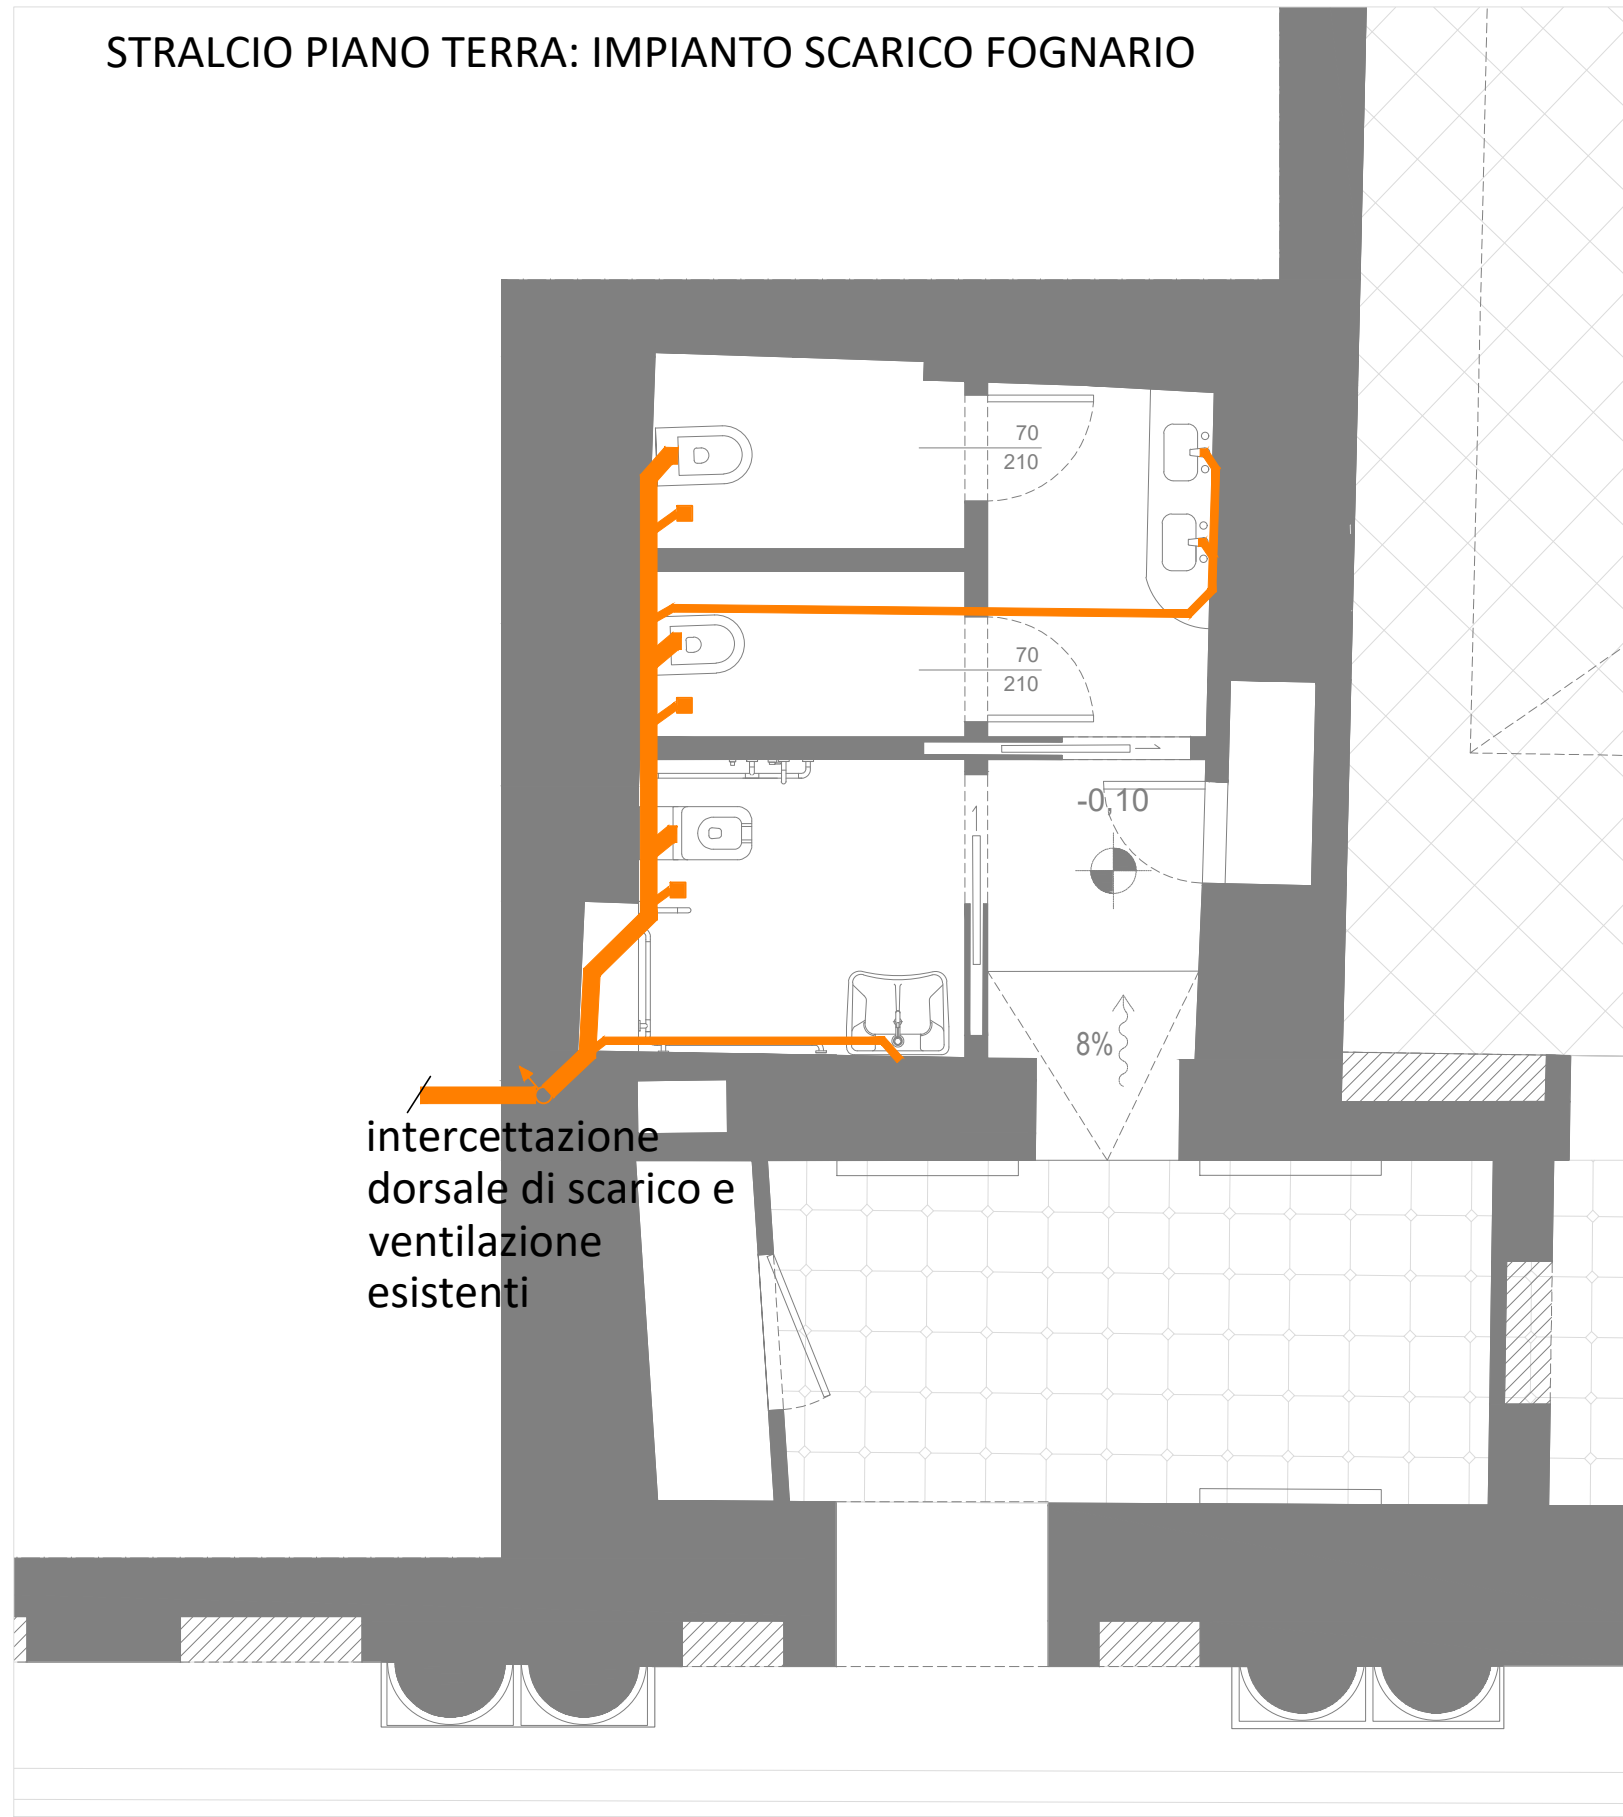 STRALCIO PIANO TERRA: IMPIANTO SCARICO FOGNARIO
70
210
70
210
-0,10
8%
intercettazione
dorsale di scarico e
ventilazione
esistenti